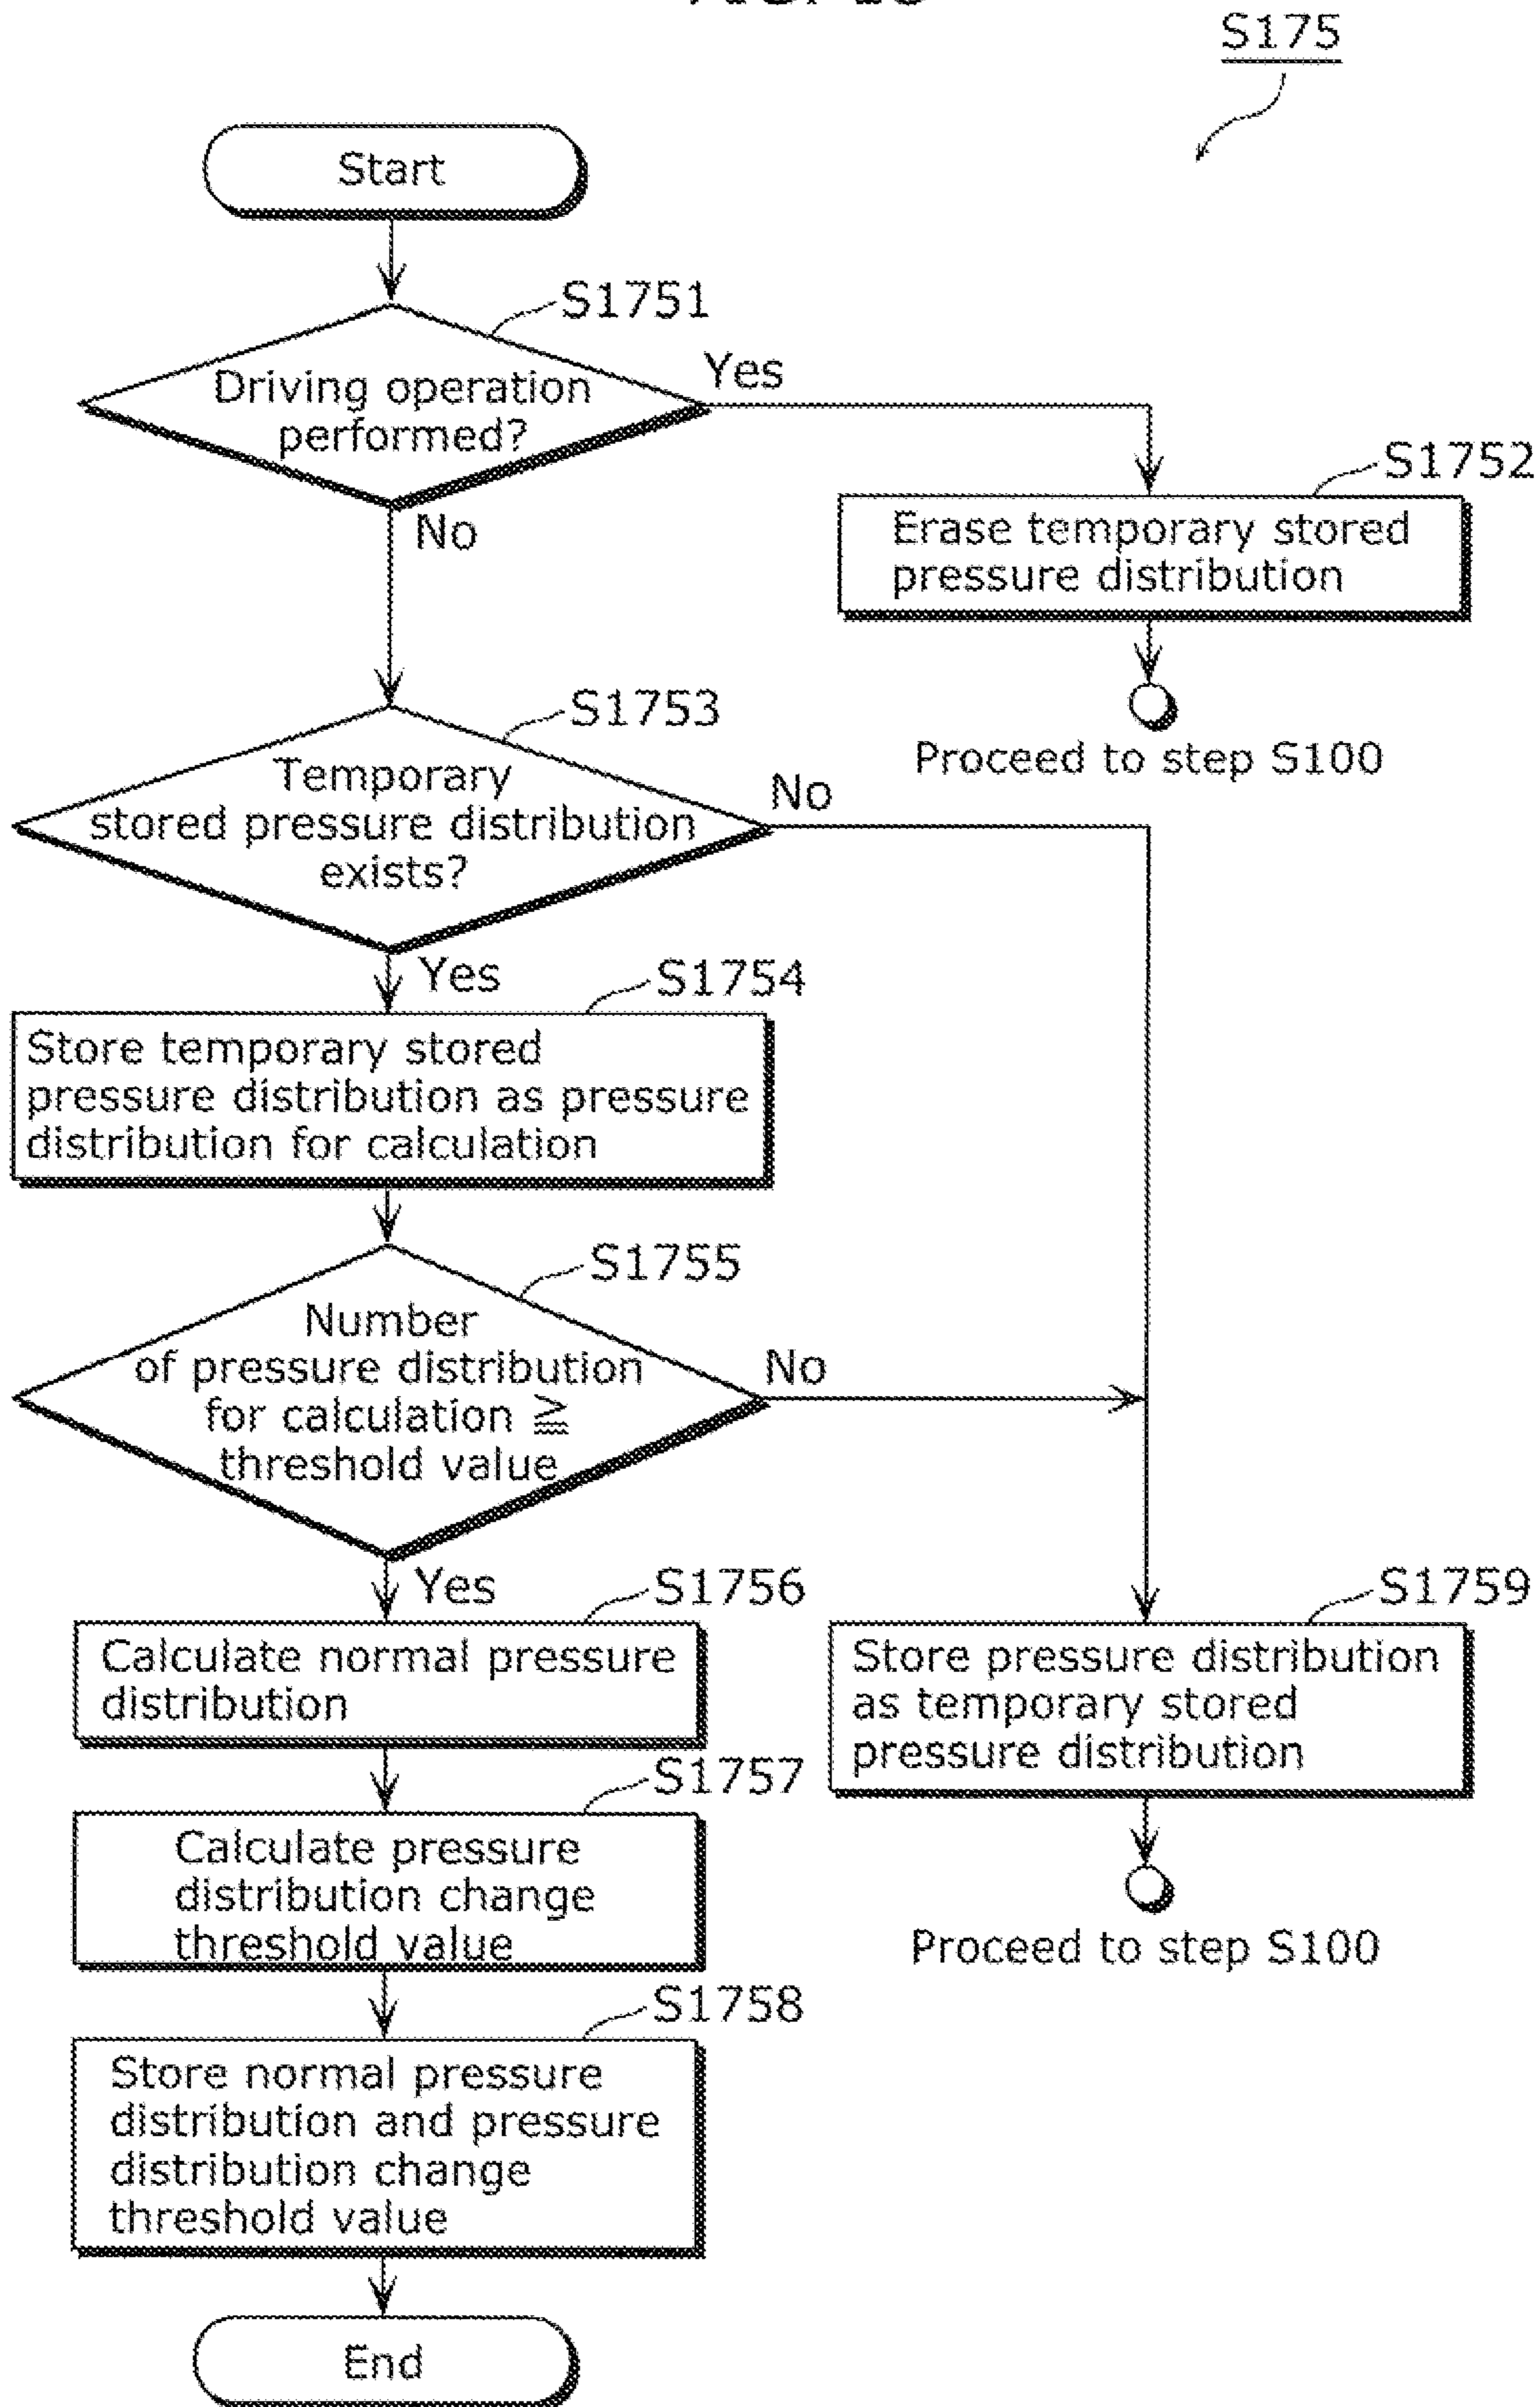 S175
Start
S1751
Driving operation
performed?
Yes
No
S1752
Erase temporary stored
pressure distribution
Proceed to step S100
S1753
Temporary
stored pressure distribution
exists?
No
Yes
S1754
Store temporary stored
pressure distribution as pressure
distribution for calculation
S1755
Number
of pressure distribution
for calculation ≧
threshold value
No
Yes
S1756
Calculate normal pressure
distribution
S1759
Store pressure distribution
as temporary stored
pressure distribution
Proceed to step S100
S1757
Calculate pressure
distribution change
threshold value
S1758
Store normal pressure
distribution and pressure
distribution change
threshold value
End